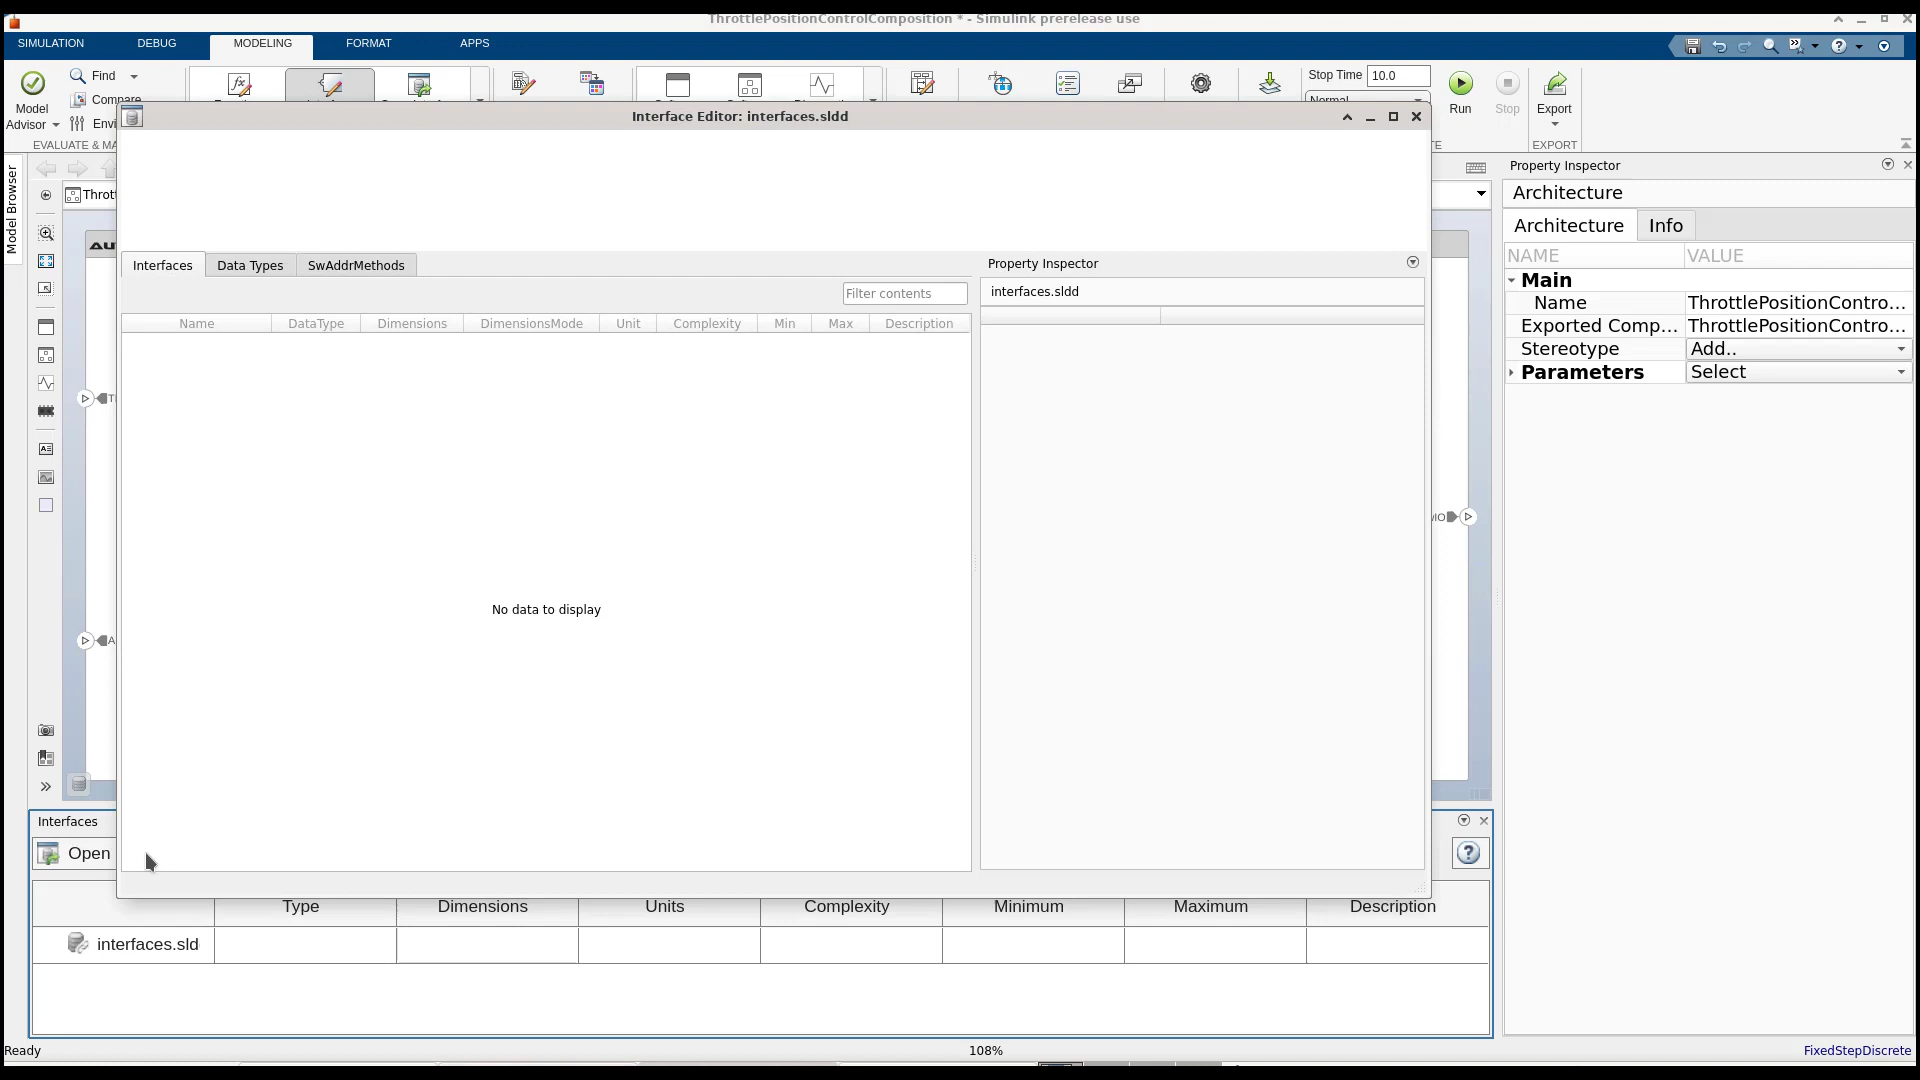 ThrottlePositionControlComposition * - Simulink prerelease use
SIMULATION
DEBUG
MODELING
FORMAT
APPS
Find
Compare
Model
Advisor
EVALUATE & MA
Stop Time
10.0
Normal
Run
Stop
Export
EXPORT
Interface Editor: interfaces.sldd
Model Browser
Property Inspector
Architecture
Architecture
Info
NAME
VALUE
Main
Name
ThrottlePositionContro...
Exported Comp...
ThrottlePositionContro...
Stereotype
Add..
Parameters
Select
Interfaces
Data Types
SwAddrMethods
Filter contents
Name
DataType
Dimensions
DimensionsMode
Unit
Complexity
Min
Max
Description
No data to display
Property Inspector
interfaces.sldd
Interfaces
Open
Type
Dimensions
Units
Complexity
Minimum
Maximum
Description
interfaces.sld
Ready
108%
FixedStepDiscrete